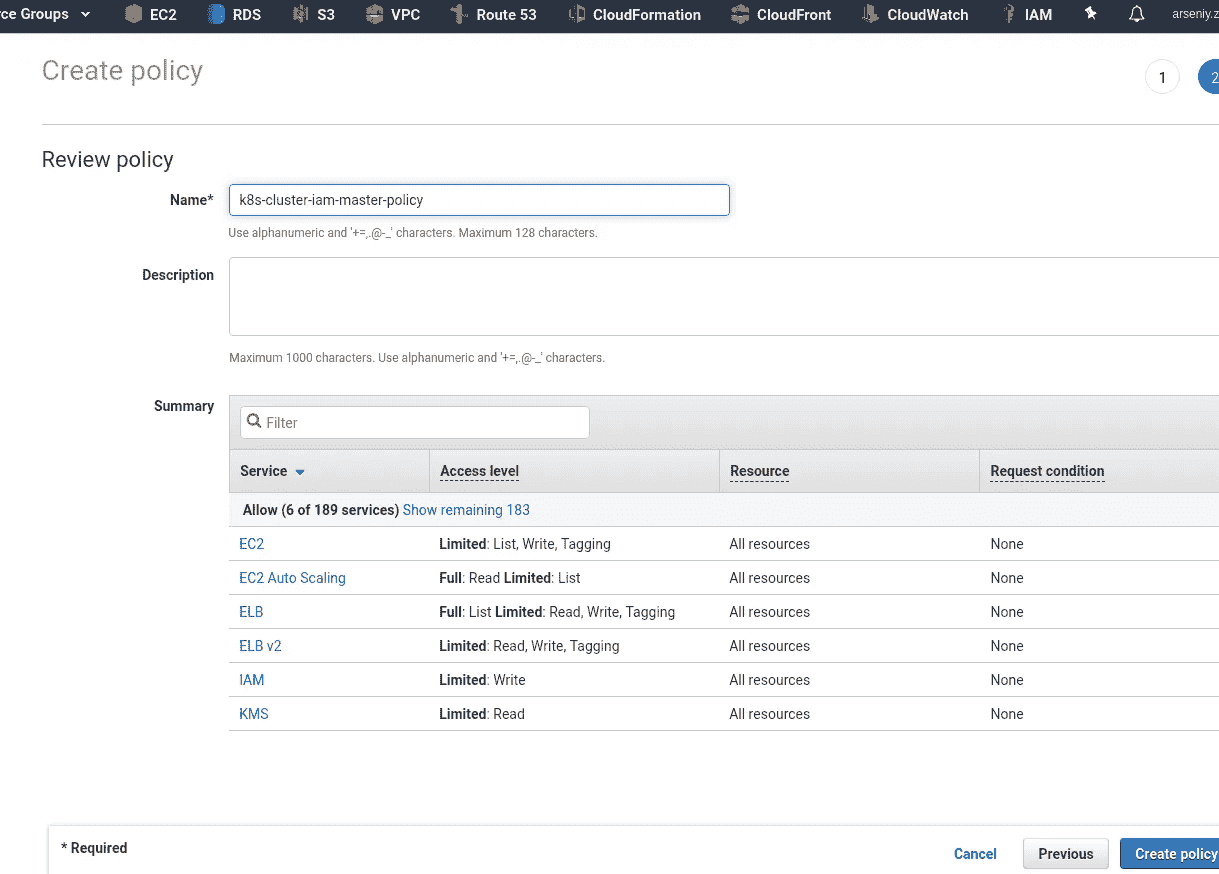 rce Groups EC2 RDS S3 VPC Route 53 CloudFormation CloudFront CloudWatch IAM arseniy.z
Create policy 1 2
Review policy
Name* k8s-cluster-iam-master-policy
Use alphanumeric and '+=,.@-_' characters. Maximum 128 characters.
Description
Maximum 1000 characters. Use alphanumeric and '+=,.@-_' characters.
Summary Filter
Service Access level Resource Request condition
Allow (6 of 189 services) Show remaining 183
EC2 Limited: List, Write, Tagging All resources None
EC2 Auto Scaling Full: Read Limited: List All resources None
ELB Full: List Limited: Read, Write, Tagging All resources None
ELB v2 Limited: Read, Write, Tagging All resources None
IAM Limited: Write All resources None
KMS Limited: Read All resources None
* Required Cancel Previous Create policy